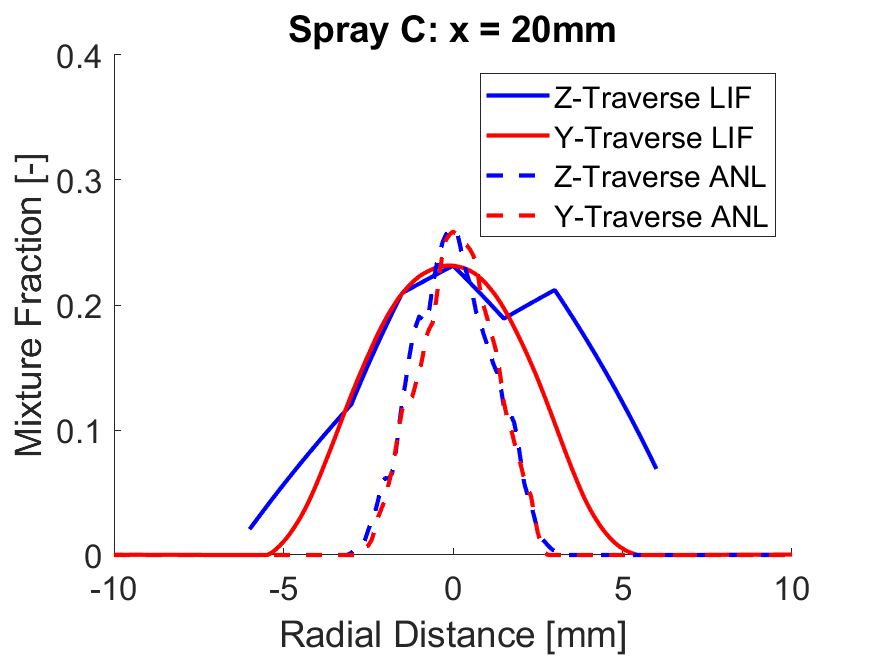 Spray C: x = 20mm
0.4
0.3
0.2
0.1
0
Mixture Fraction [-]
Z-Traverse LIF
Y-Traverse LIF
Z-Traverse ANL
Y-Traverse ANL
-10
-5
0
5
10
Radial Distance [mm]